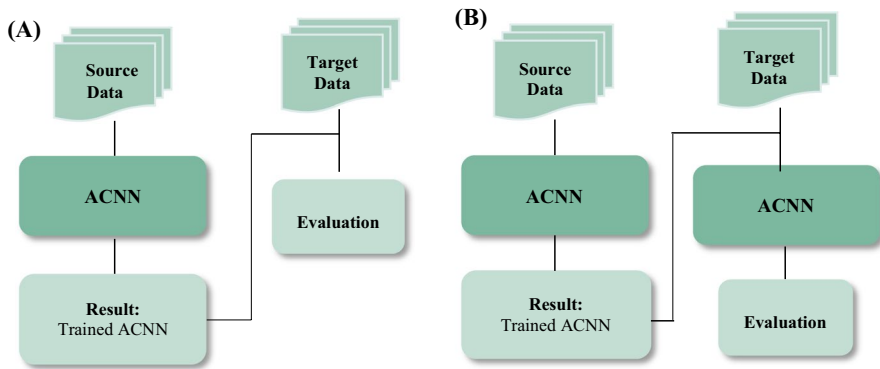 (A)
Source
Data
Target
Data
ACNN
Evaluation
Result:
Trained ACNN
(B)
Source
Data
Target
Data
ACNN
ACNN
Result:
Trained ACNN
Evaluation